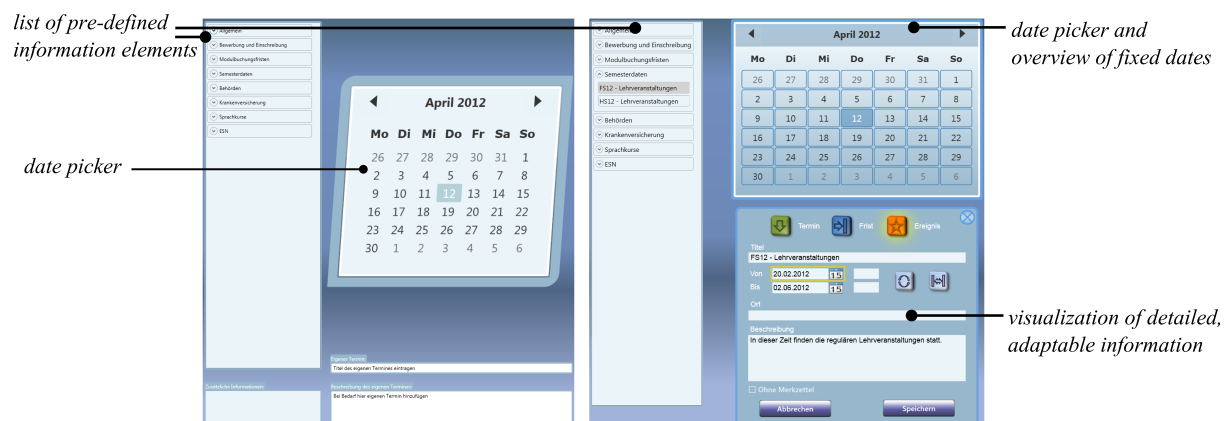 list of pre-defined
information elements
date picker
Allgemein
Bewerbung und Einschreibung
Modulbuchungsfristen
Semesterdaten
Behörden
Krankenversicherung
Sprachkurse
ESN
April 2012
Mo Di Mi Do Fr Sa So
26 27 28 29 30 31 1
2 3 4 5 6 7 8
9 10 11 12 13 14 15
16 17 18 19 20 21 22
23 24 25 26 27 28 29
30 1 2 3 4 5 6
Eigener Termin:
Titel des eigenen Termines eintragen
Zusätzliche Informationen:
Beschreibung des eigenen Termines:
Bei Bedarf hier eigenen Termin hinzufügen
Allgemein
Bewerbung und Einschreibung
Modulbuchungsfristen
Semesterdaten
FS12 - Lehrveranstaltungen
HS12 - Lehrveranstaltungen
Behörden
Krankenversicherung
Sprachkurse
ESN
April 2012
Mo Di Mi Do Fr Sa So
26 27 28 29 30 31 1
2 3 4 5 6 7 8
9 10 11 12 13 14 15
16 17 18 19 20 21 22
23 24 25 26 27 28 29
30 1 2 3 4 5 6
Termin Frist Ereignis
Titel
FS12 - Lehrveranstaltungen
Von 20.02.2012 15
Bis 02.06.2012 15
Ort
Beschreibung
In dieser Zeit finden die regulären Lehrveranstaltungen statt.
Ohne Merkzettel
Abbrechen Speichern
date picker and
overview of fixed dates
visualization of detailed,
adaptable information